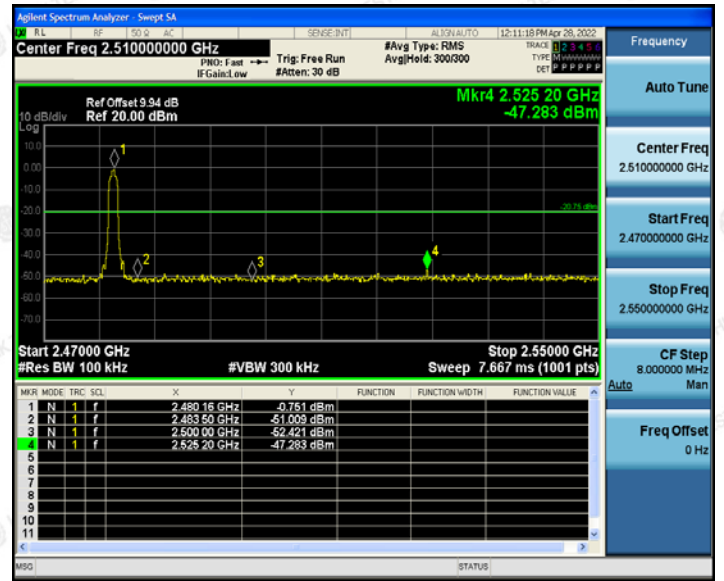 Agilent Spectrum Analyzer - Swept SA
RL RF 50 Ω AC SENSE:INT ALIGNAUTO 12:11:18 PM Apr 28, 2022
Center Freq 2.510000000 GHz
#Avg Type: RMS
TRACE 1 2 3 4 5 6
PNO: Fast Trig: Free Run
Avg|Hold: 300/300
TYPE M
IFGain:Low #Atten: 30 dB
DET P P P P P P
Mkr4 2.525 20 GHz
-47.283 dBm
Ref Offset 9.94 dB
10 dB/div Ref 20.00 dBm
Log
10.0
1
0.00
-10.0
-20.0
-20.75 dBm
-30.0
-40.0
2
3
4
-50.0
-60.0
-70.0
Start 2.47000 GHz Stop 2.55000 GHz
#Res BW 100 kHz #VBW 300 kHz Sweep 7.667 ms (1001 pts)
MKR MODE TRC SCL X Y FUNCTION FUNCTION WIDTH FUNCTION VALUE
1 N 1 f 2.480 16 GHz -0.751 dBm
2 N 1 f 2.483 50 GHz -51.009 dBm
3 N 1 f 2.500 00 GHz -52.421 dBm
4 N 1 f 2.525 20 GHz -47.283 dBm
5
6
7
8
9
10
11
MSG STATUS
Frequency
Auto Tune
Center Freq
2.510000000 GHz
Start Freq
2.470000000 GHz
Stop Freq
2.550000000 GHz
CF Step
8.000000 MHz
Auto Man
Freq Offset
0 Hz